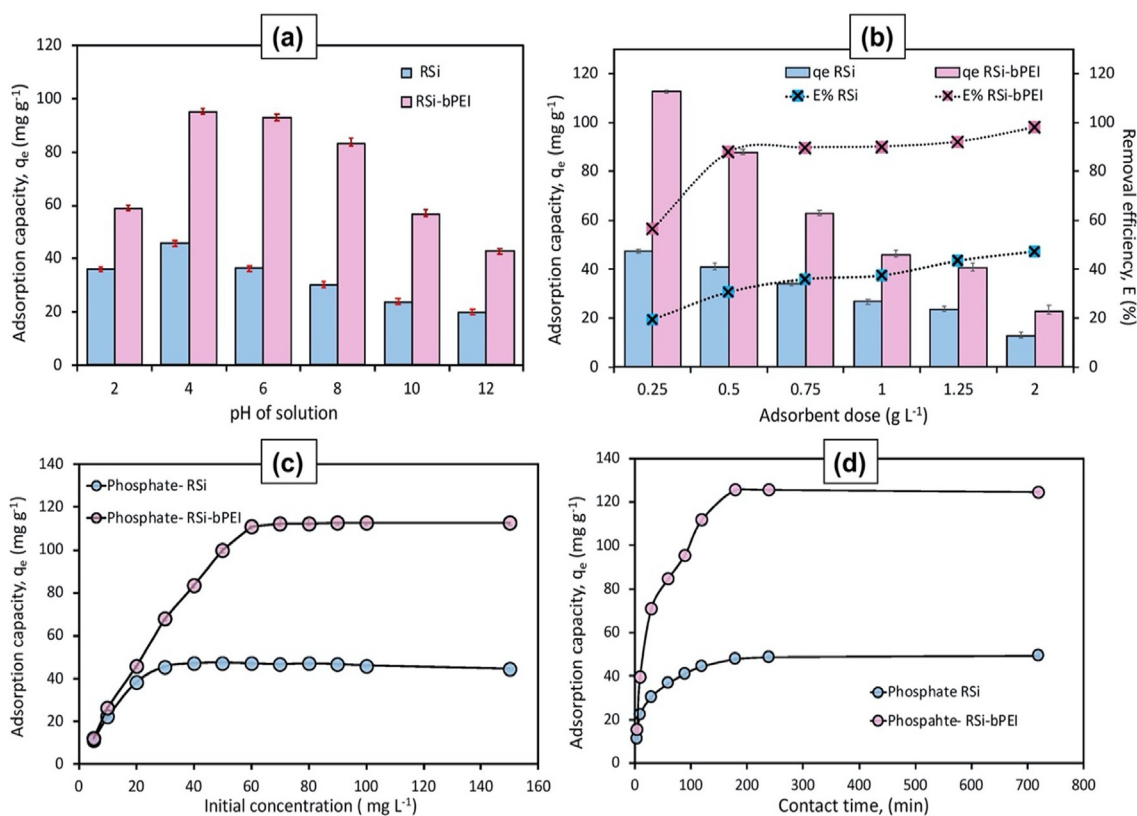 (a)
120
100
80
60
40
20
0
Adsorption capacity, qe (mg g-1)
RSi
RSi-bPEI
2 4 6 8 10 12
pH of solution
(b)
120
100
80
60
40
20
0
Adsorption capacity, qe (mg g-1)
qe RSi qe RSi-bPEI
E% RSi E% RSi-bPEI
120
100
80
60
40
20
0
Removal efficiency, E (%)
0.25 0.5 0.75 1 1.25 2
Adsorbent dose (g L-1)
(c)
140
120
100
80
60
40
20
0
Adsorption capacity, qe (mg g-1)
Phosphate- RSi
Phosphate- RSi-bPEI
0 20 40 60 80 100 120 140 160
Initial concentration ( mg L-1)
(d)
140
120
100
80
60
40
20
0
Adsorption capacity, qe (mg g-1)
Phosphate RSi
Phospahte- RSi-bPEI
0 100 200 300 400 500 600 700 800
Contact time, (min)